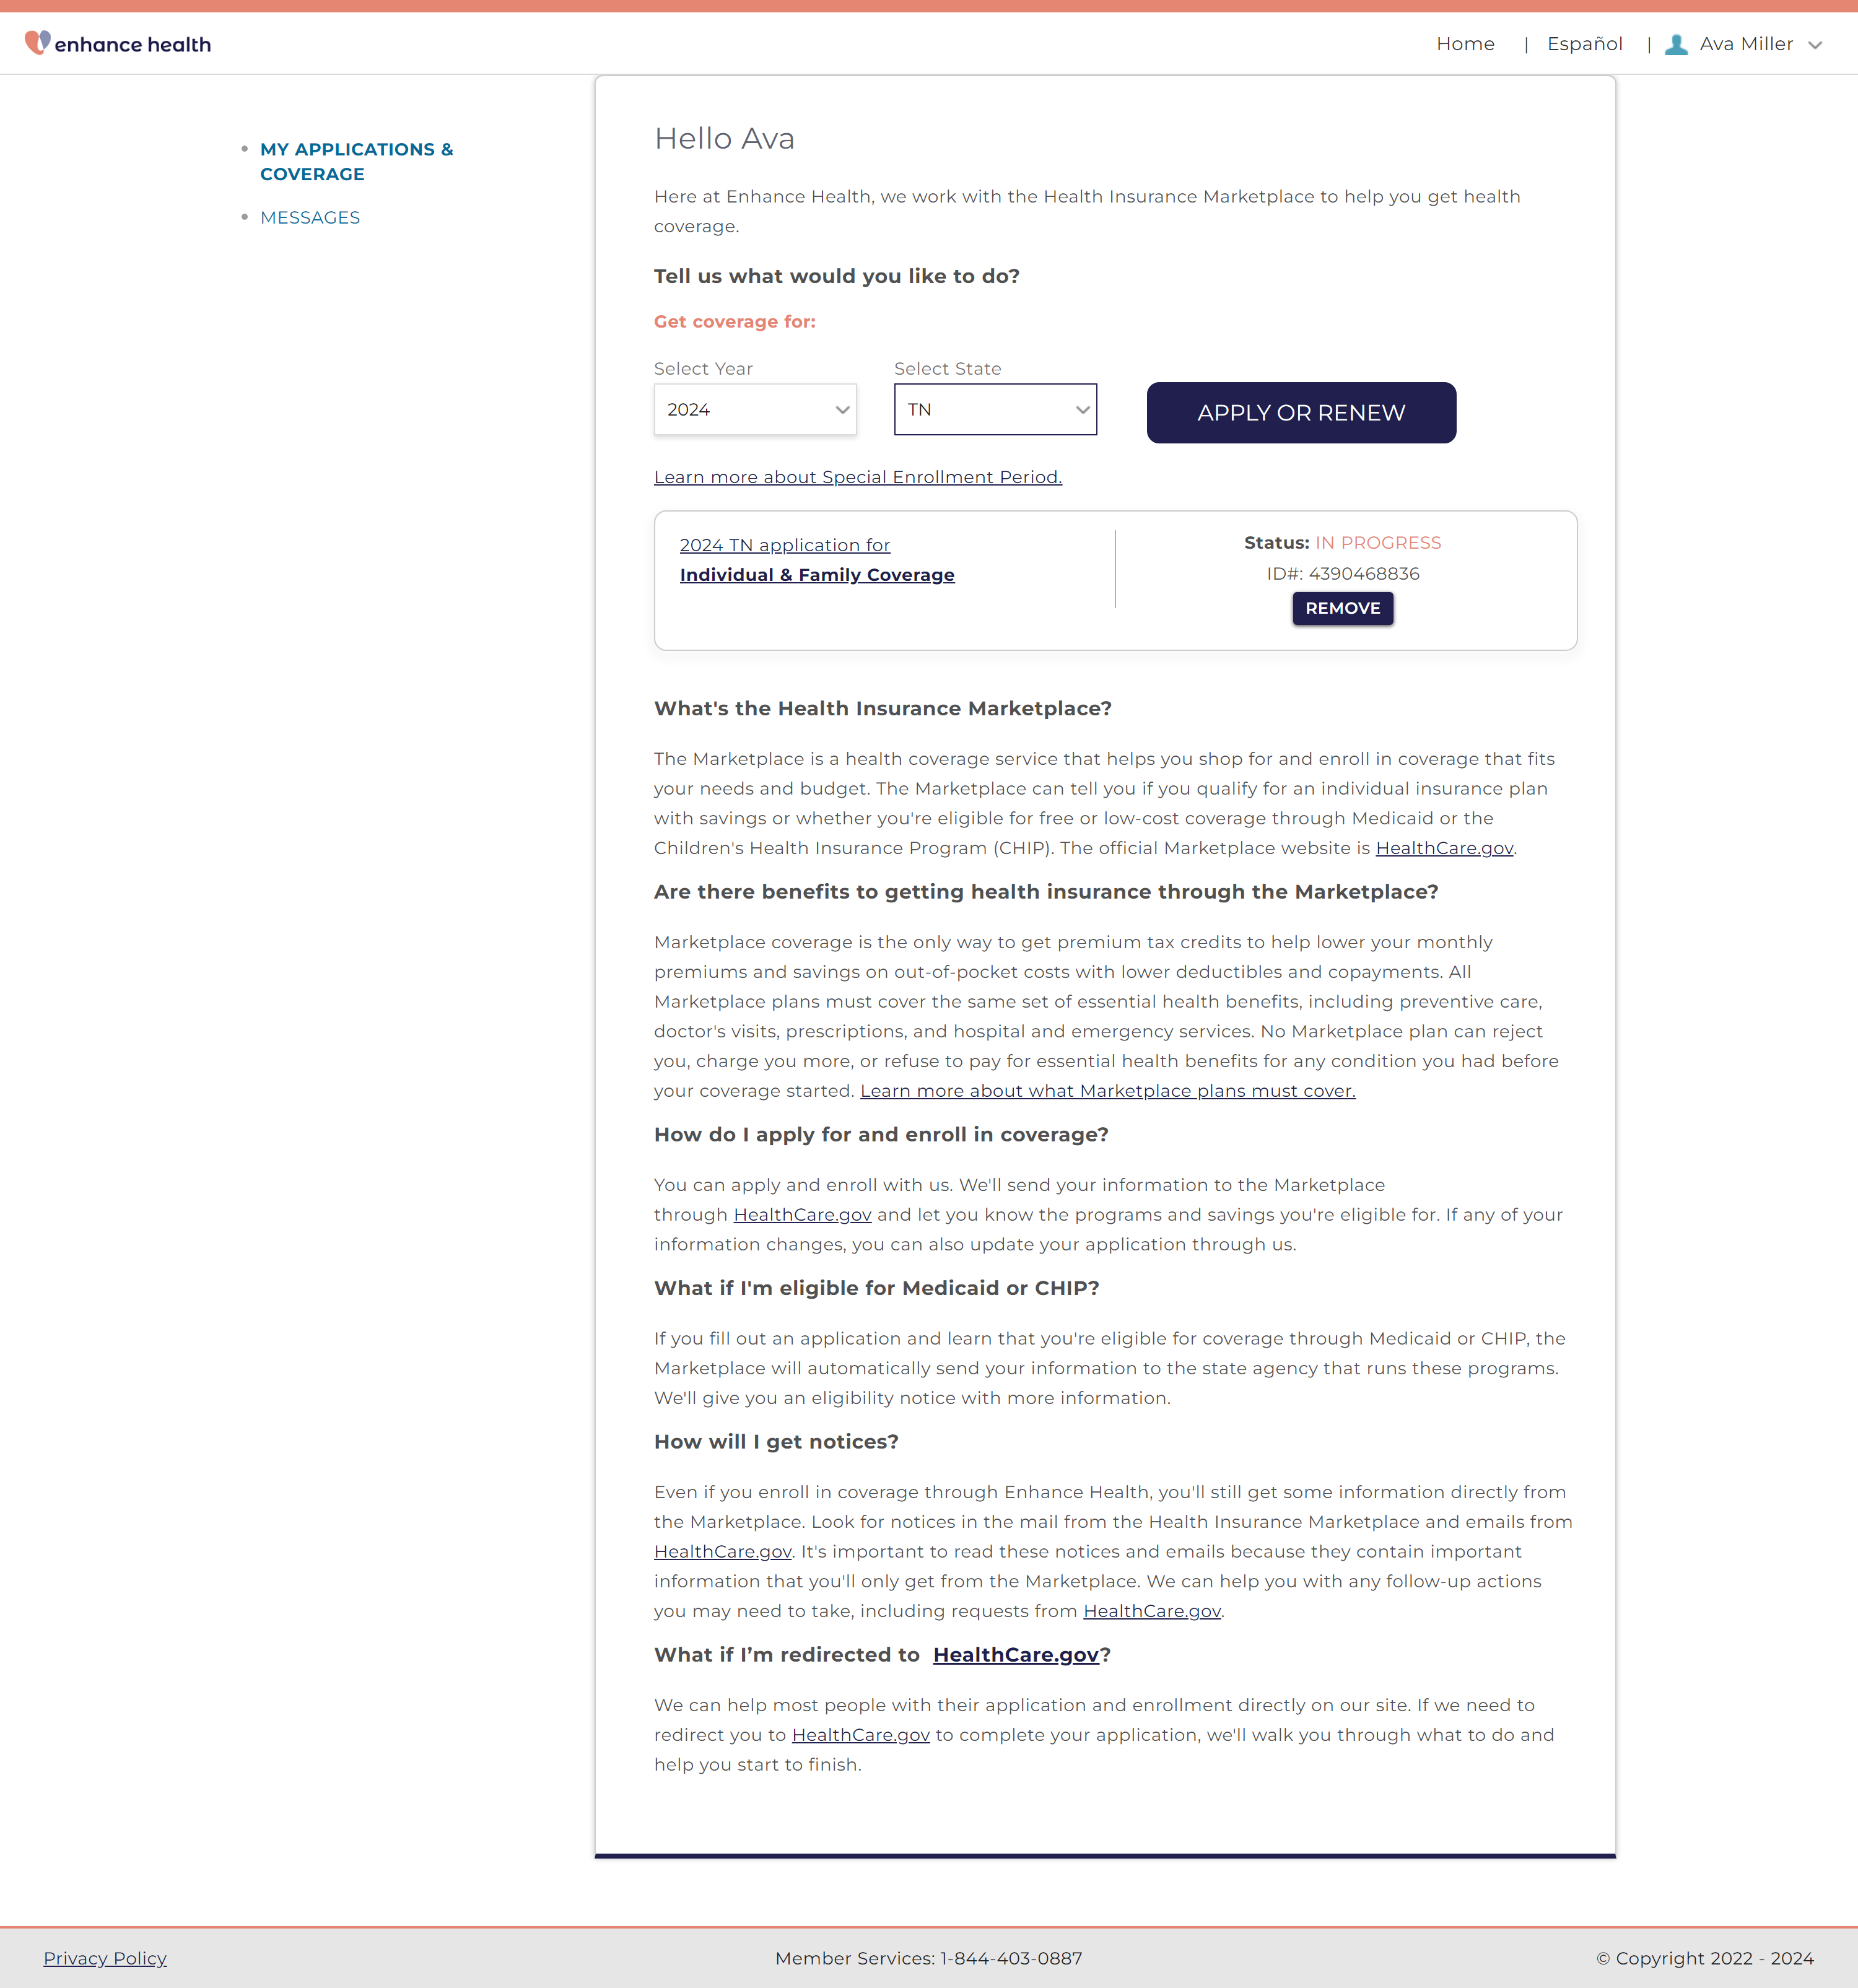 enhance health
Home | Español | Ava Miller
MY APPLICATIONS &
COVERAGE
MESSAGES
Hello Ava
Here at Enhance Health, we work with the Health Insurance Marketplace to help you get health
coverage.
Tell us what would you like to do?
Get coverage for:
Select Year
2024
Select State
TN
APPLY OR RENEW
Learn more about Special Enrollment Period.
2024 TN application for
Individual & Family Coverage
Status: IN PROGRESS
ID#: 4390468836
REMOVE
What's the Health Insurance Marketplace?
The Marketplace is a health coverage service that helps you shop for and enroll in coverage that fits
your needs and budget. The Marketplace can tell you if you qualify for an individual insurance plan
with savings or whether you're eligible for free or low-cost coverage through Medicaid or the
Children's Health Insurance Program (CHIP). The official Marketplace website is HealthCare.gov.
Are there benefits to getting health insurance through the Marketplace?
Marketplace coverage is the only way to get premium tax credits to help lower your monthly
premiums and savings on out-of-pocket costs with lower deductibles and copayments. All
Marketplace plans must cover the same set of essential health benefits, including preventive care,
doctor's visits, prescriptions, and hospital and emergency services. No Marketplace plan can reject
you, charge you more, or refuse to pay for essential health benefits for any condition you had before
your coverage started. Learn more about what Marketplace plans must cover.
How do I apply for and enroll in coverage?
You can apply and enroll with us. We'll send your information to the Marketplace
through HealthCare.gov and let you know the programs and savings you're eligible for. If any of your
information changes, you can also update your application through us.
What if I'm eligible for Medicaid or CHIP?
If you fill out an application and learn that you're eligible for coverage through Medicaid or CHIP, the
Marketplace will automatically send your information to the state agency that runs these programs.
We'll give you an eligibility notice with more information.
How will I get notices?
Even if you enroll in coverage through Enhance Health, you'll still get some information directly from
the Marketplace. Look for notices in the mail from the Health Insurance Marketplace and emails from
HealthCare.gov. It's important to read these notices and emails because they contain important
information that you'll only get from the Marketplace. We can help you with any follow-up actions
you may need to take, including requests from HealthCare.gov.
What if I’m redirected to HealthCare.gov?
We can help most people with their application and enrollment directly on our site. If we need to
redirect you to HealthCare.gov to complete your application, we'll walk you through what to do and
help you start to finish.
Privacy Policy
Member Services: 1-844-403-0887
© Copyright 2022 - 2024